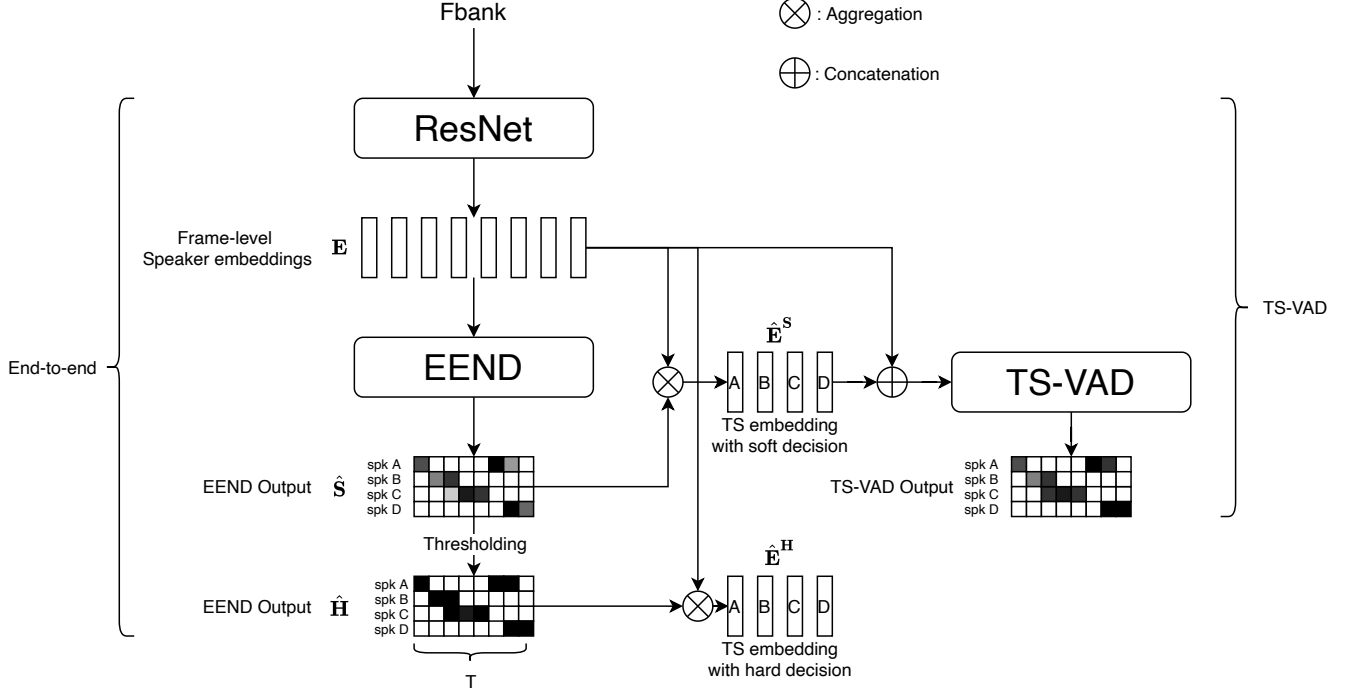 Fbank
: Aggregation
: Concatenation
ResNet
Frame-level
Speaker embeddings
E
EEND
End-to-end
TS-VAD
Ê^S
A B C D
TS embedding
with soft decision
TS-VAD
EEND Output Ŝ
spk A
spk B
spk C
spk D
TS-VAD Output
spk A
spk B
spk C
spk D
Thresholding
EEND Output Ĥ
spk A
spk B
spk C
spk D
T
Ê^H
A B C D
TS embedding
with hard decision